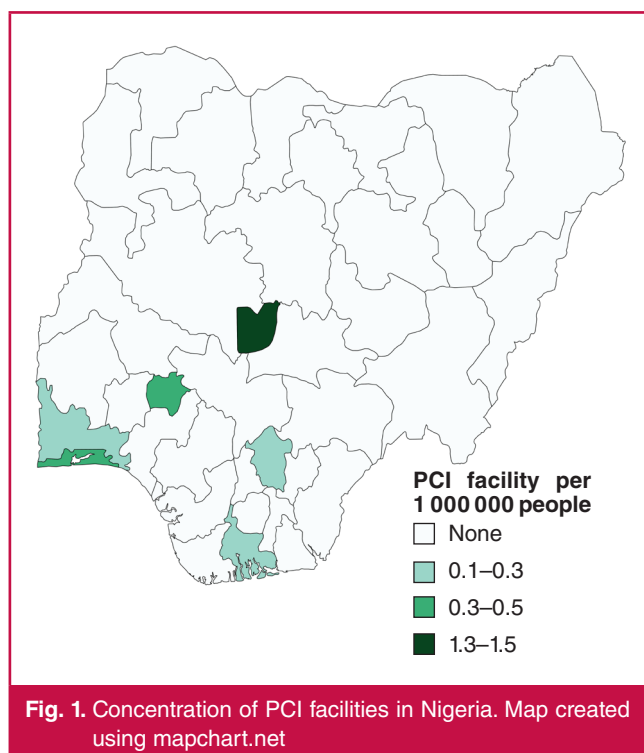 PCI facility per
1 000 000 people
None
0.1–0.3
0.3–0.5
1.3–1.5
Fig. 1. Concentration of PCI facilities in Nigeria. Map created
using mapchart.net